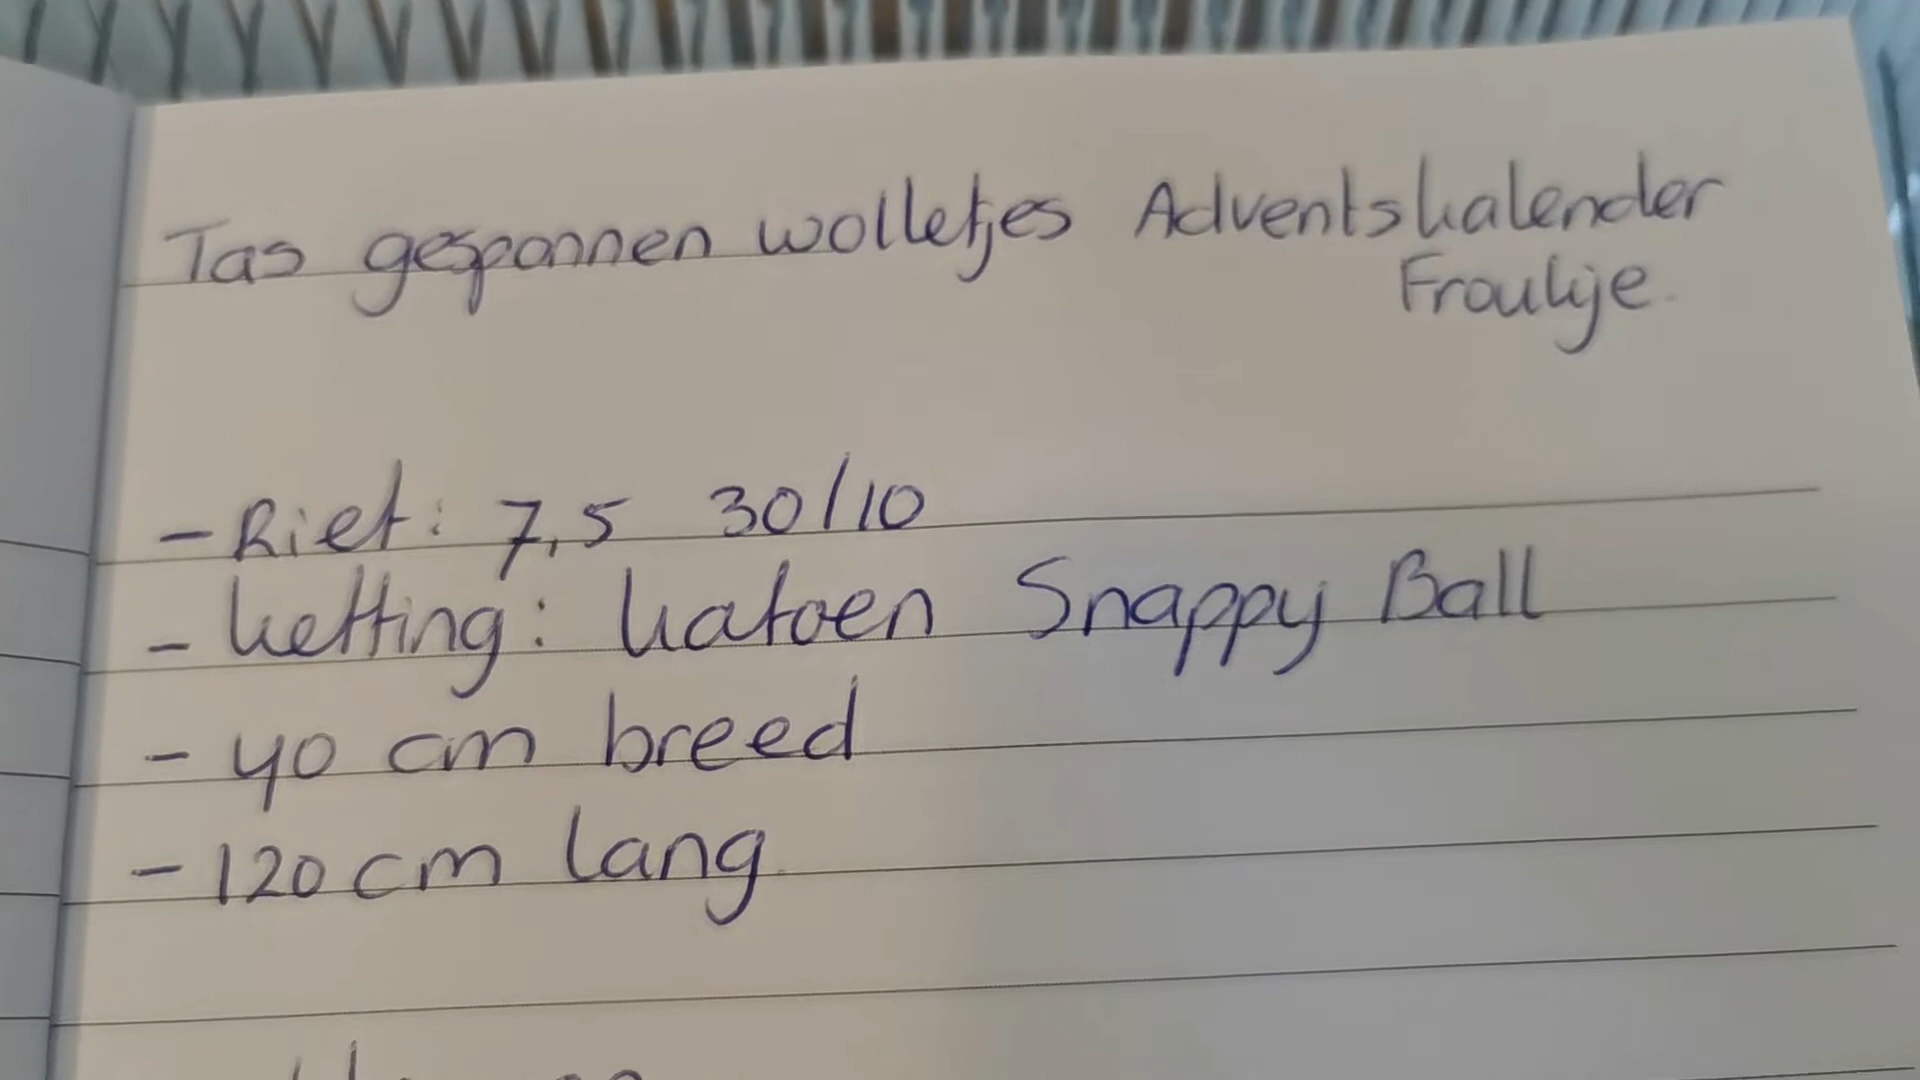 Tas gesponnen wolletjes Adventskalender
Froukje.
- Riet: 7,5 30/10
- ketting: katoen Snappy Ball
- 40 cm breed
- 120 cm lang